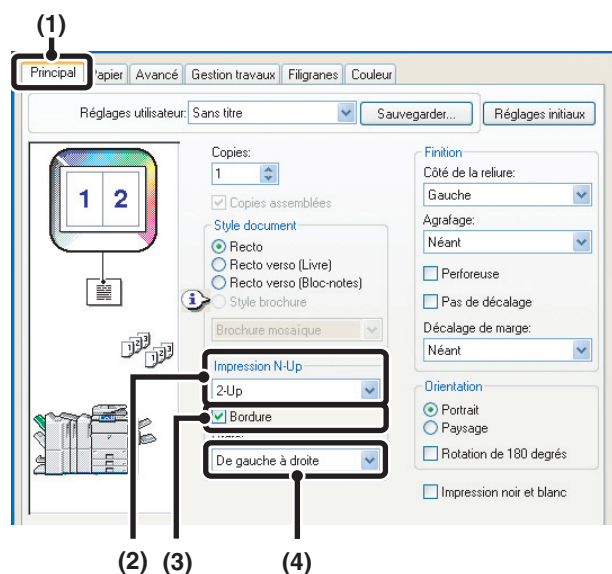 (1)
Principal Papier Avancé Gestion travaux Filigranes Couleur
Réglages utilisateur: Sans titre Sauvegarder... Réglages initiaux
1 2
123 123
Copies:
1
Copies assemblées
Style document
Recto
Recto verso (Livre)
Recto verso (Bloc-notes)
i
Style brochure
Brochure mosaïque
Impression N-Up
2-Up
Bordure
De gauche à droite
Finition
Côté de la reliure:
Gauche
Agrafage:
Néant
Perforeuse
Pas de décalage
Décalage de marge:
Néant
Orientation
Portrait
Paysage
Rotation de 180 degrés
Impression noir et blanc
(2) (3) (4)